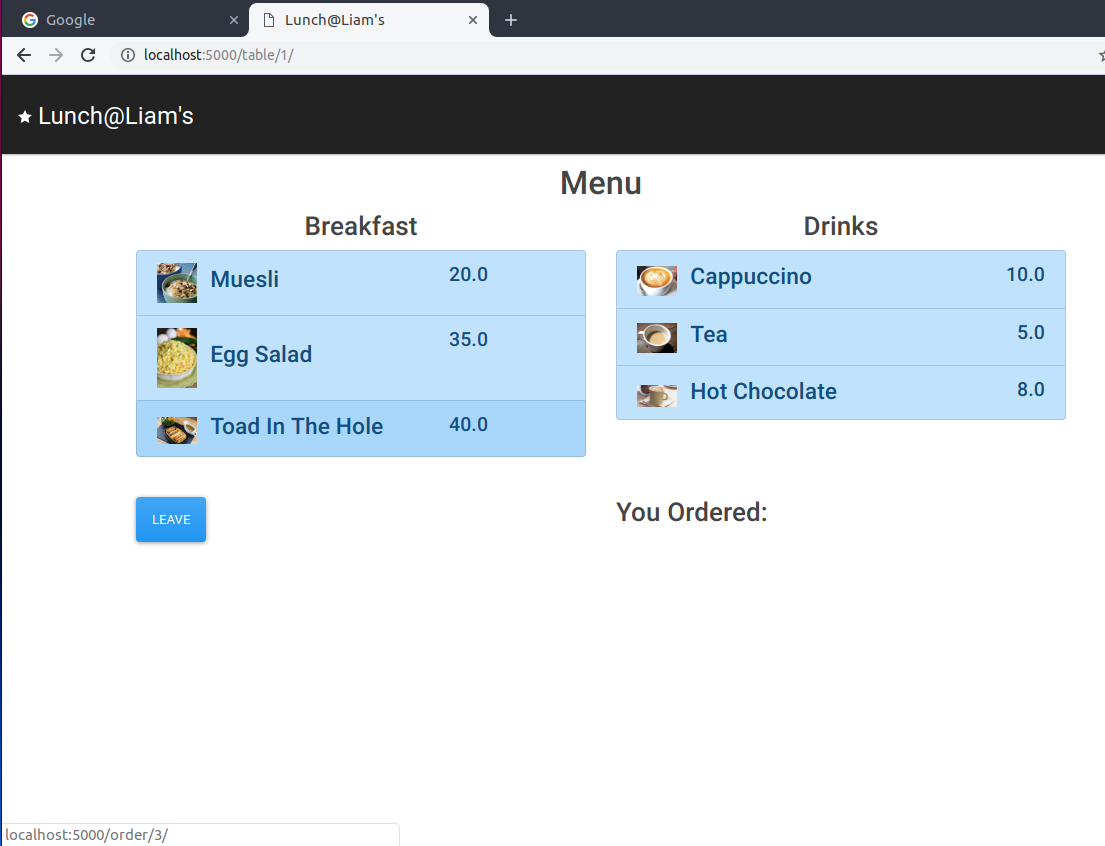 Google
Lunch@Liam's
localhost:5000/table/1/
Lunch@Liam's
Menu
Breakfast
Muesli 20.0
Egg Salad 35.0
Toad In The Hole 40.0
Drinks
Cappuccino 10.0
Tea 5.0
Hot Chocolate 8.0
LEAVE
You Ordered:
localhost:5000/order/3/